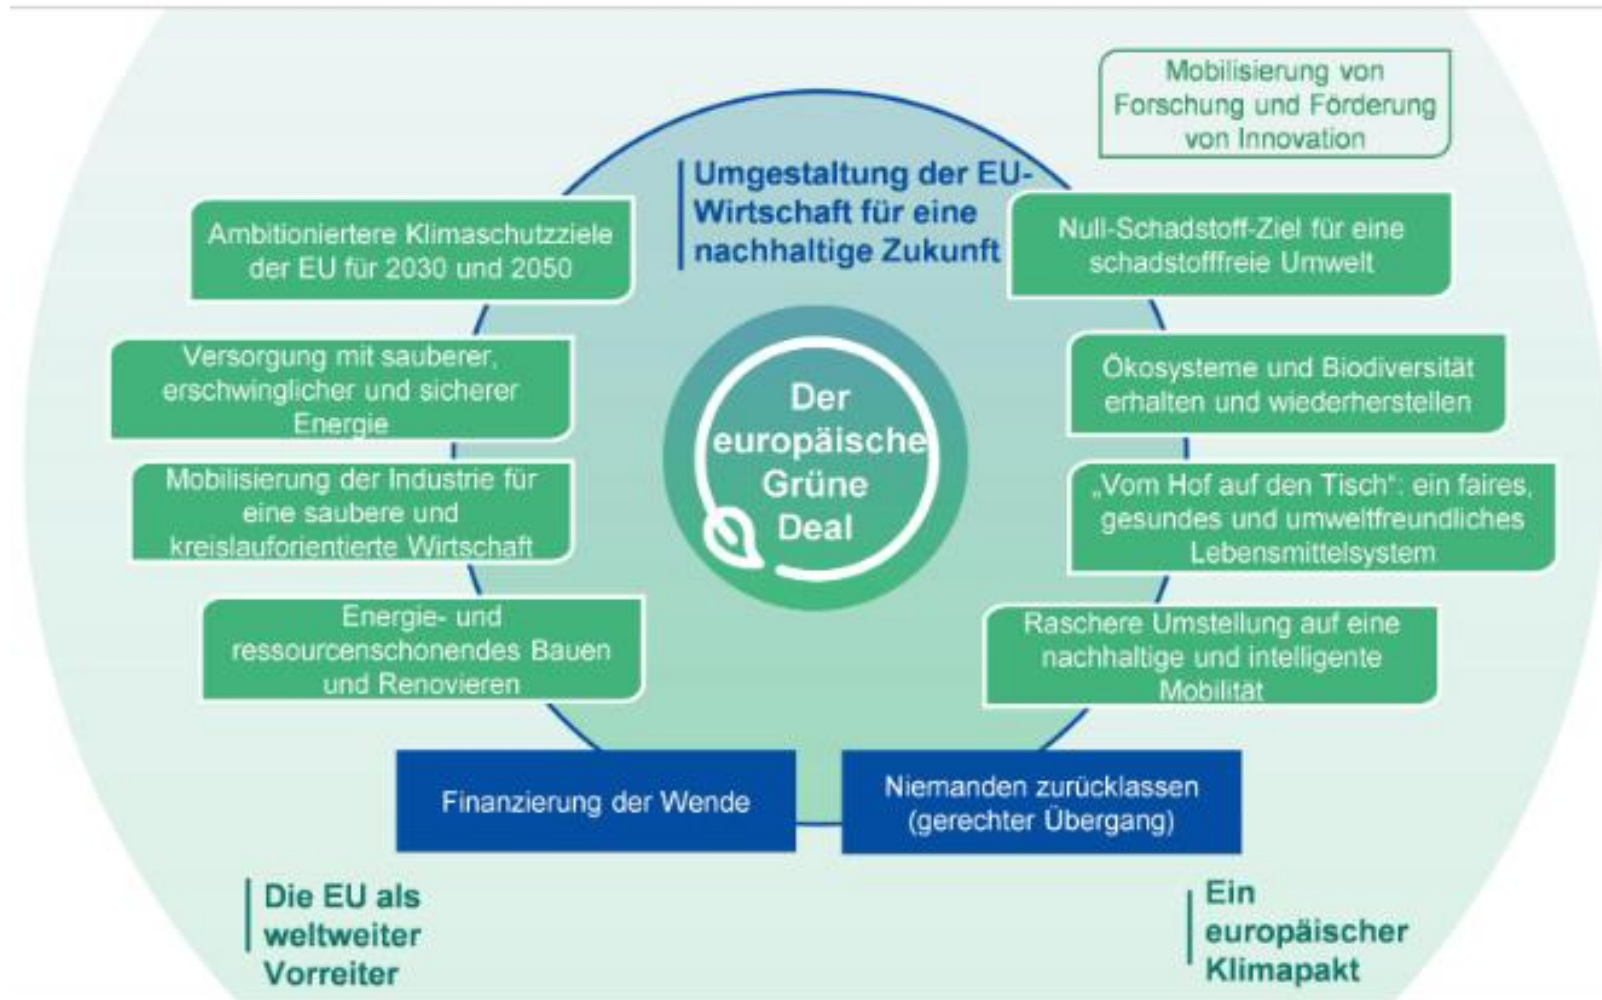 Mobilisierung von
Forschung und Förderung
von Innovation
Umgestaltung der EU-
Wirtschaft für eine
nachhaltige Zukunft
Ambitioniertere Klimaschutzziele
der EU für 2030 und 2050
Null-Schadstoff-Ziel für eine
schadstofffreie Umwelt
Versorgung mit sauberer,
erschwinglicher und sicherer
Energie
Ökosysteme und Biodiversität
erhalten und wiederherstellen
Der
europäische
Grüne
Deal
Mobilisierung der Industrie für
eine saubere und
kreislauforientierte Wirtschaft
„Vom Hof auf den Tisch“: ein faires,
gesundes und umweltfreundliches
Lebensmittelsystem
Energie- und
ressourcenschonendes Bauen
und Renovieren
Raschere Umstellung auf eine
nachhaltige und intelligente
Mobilität
Finanzierung der Wende
Niemanden zurücklassen
(gerechter Übergang)
Die EU als
weltweiter
Vorreiter
Ein
europäischer
Klimapakt